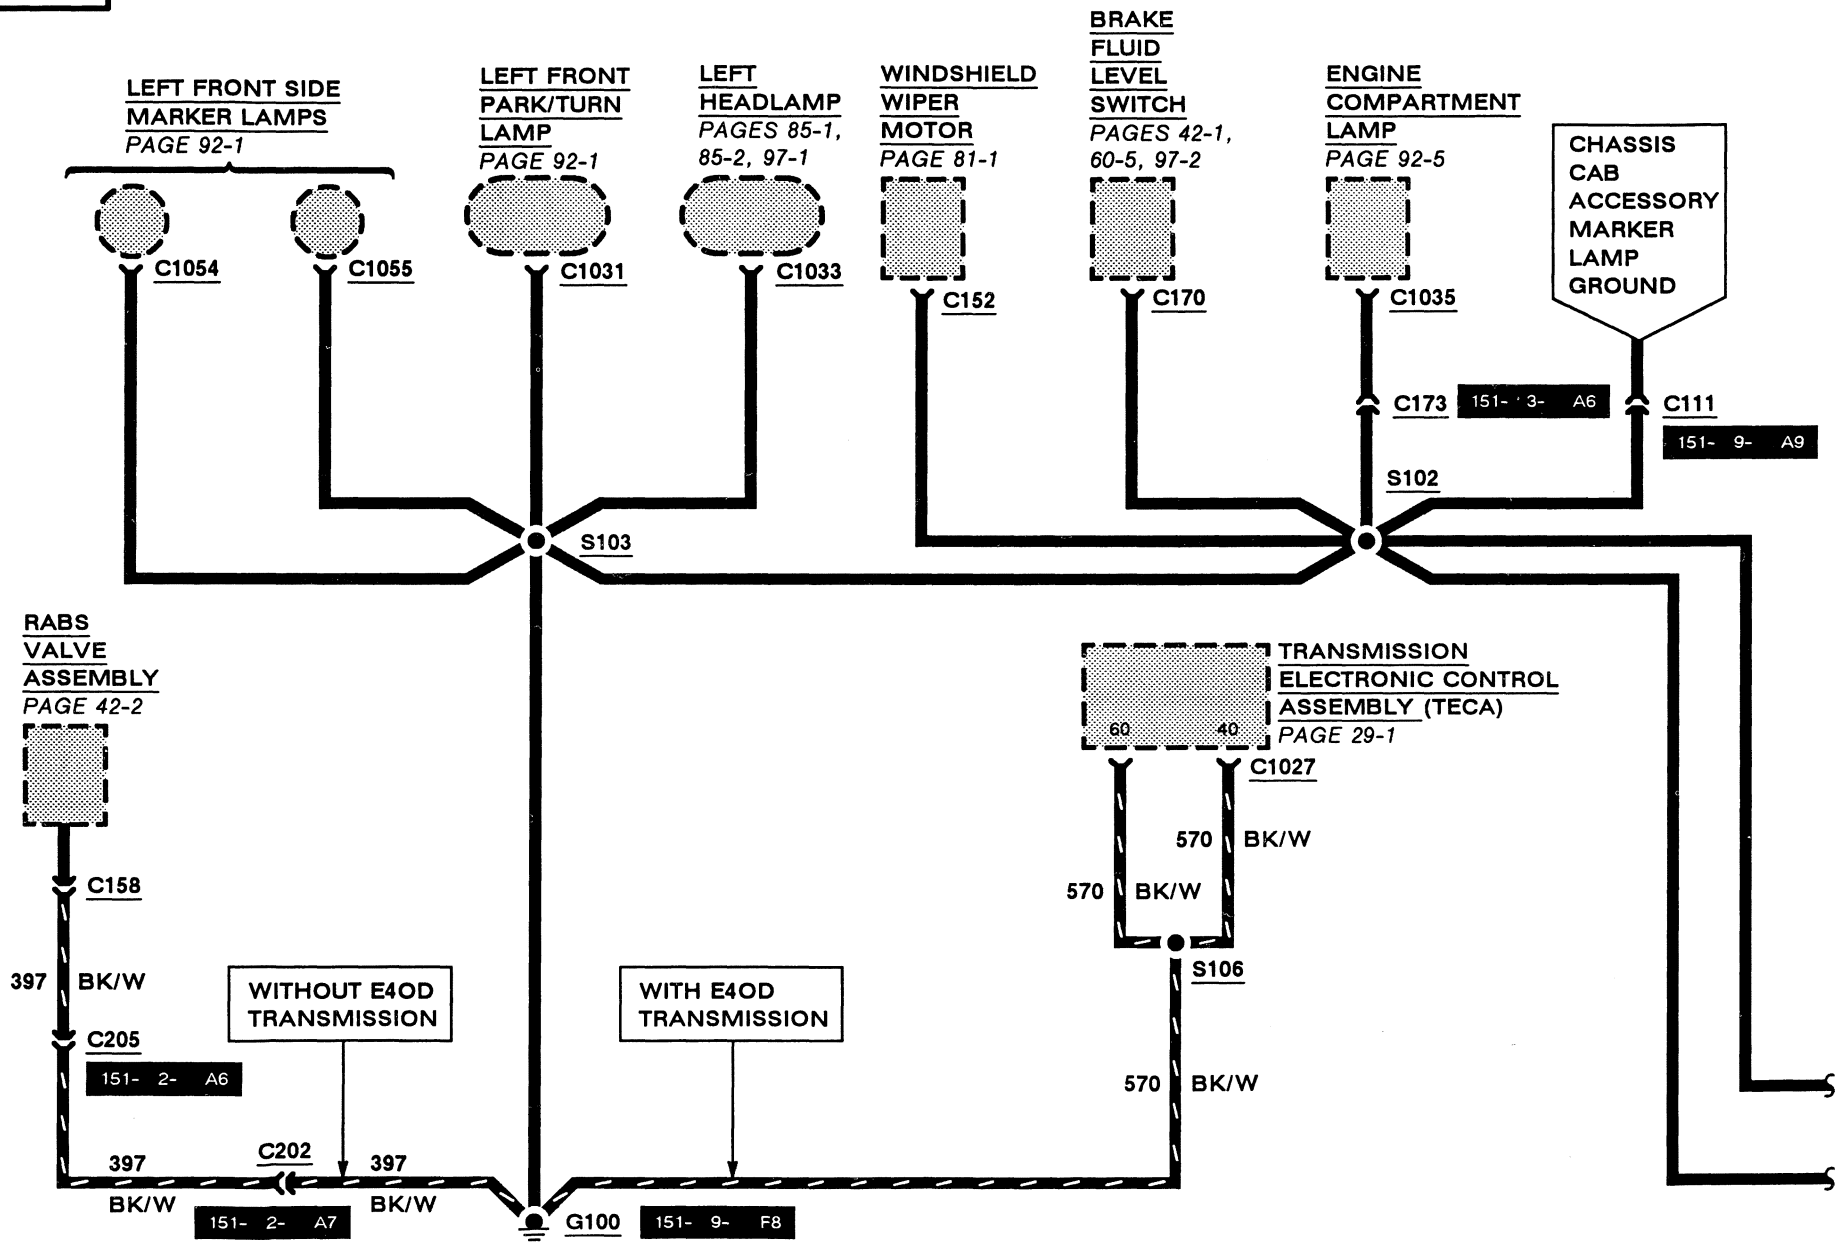 LEFT FRONT SIDE
MARKER LAMPS
PAGE 92-1
LEFT FRONT
PARK/TURN
LAMP
PAGE 92-1
LEFT
HEADLAMP
PAGES 85-1,
85-2, 97-1
WINDSHIELD
WIPER
MOTOR
PAGE 81-1
BRAKE
FLUID
LEVEL
SWITCH
PAGES 42-1,
60-5, 97-2
ENGINE
COMPARTMENT
LAMP
PAGE 92-5
CHASSIS
CAB
ACCESSORY
MARKER
LAMP
GROUND
C1054
C1055
C1031
C1033
C152
C170
C1035
C173
151- 3- A6
C111
151- 9- A9
S102
S103
RABS
VALVE
ASSEMBLY
PAGE 42-2
TRANSMISSION
ELECTRONIC CONTROL
ASSEMBLY (TECA)
PAGE 29-1
60
40
C1027
570 BK/W
570 BK/W
C158
S106
397 BK/W
WITHOUT E4OD
TRANSMISSION
WITH E4OD
TRANSMISSION
C205
151- 2- A6
570 BK/W
C202
397
BK/W
397
BK/W
151- 2- A7
G100
151- 9- F8